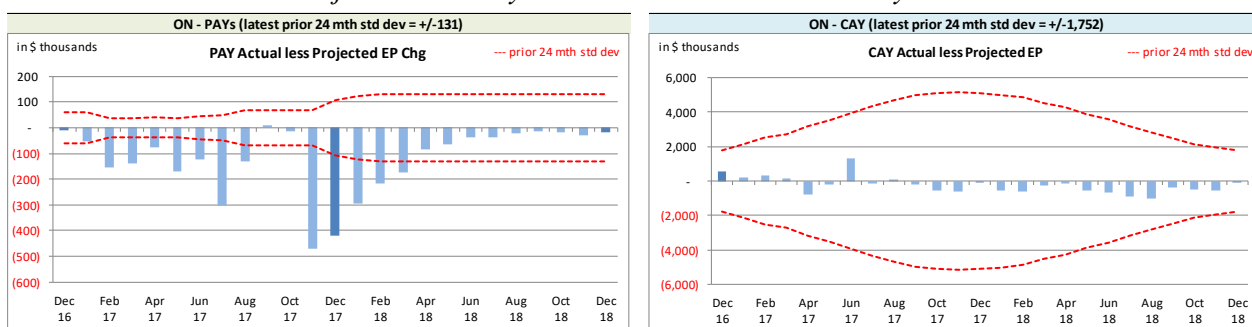 ON - PAYs (latest prior 24 mth std dev = +/-131)
in $ thousands
PAY Actual less Projected EP Chg
--- prior 24 mth std dev
200
100
-
(100)
(200)
(300)
(400)
(500)
(600)
Dec Feb Apr Jun Aug Oct Dec Feb Apr Jun Aug Oct Dec
16 17 17 17 17 17 17 18 18 18 18 18 18
ON - CAY (latest prior 24 mth std dev = +/-1,752)
in $ thousands
CAY Actual less Projected EP
--- prior 24 mth std dev
6,000
4,000
2,000
-
(2,000)
(4,000)
(6,000)
Dec Feb Apr Jun Aug Oct Dec Feb Apr Jun Aug Oct Dec
16 17 17 17 17 17 17 18 18 18 18 18 18